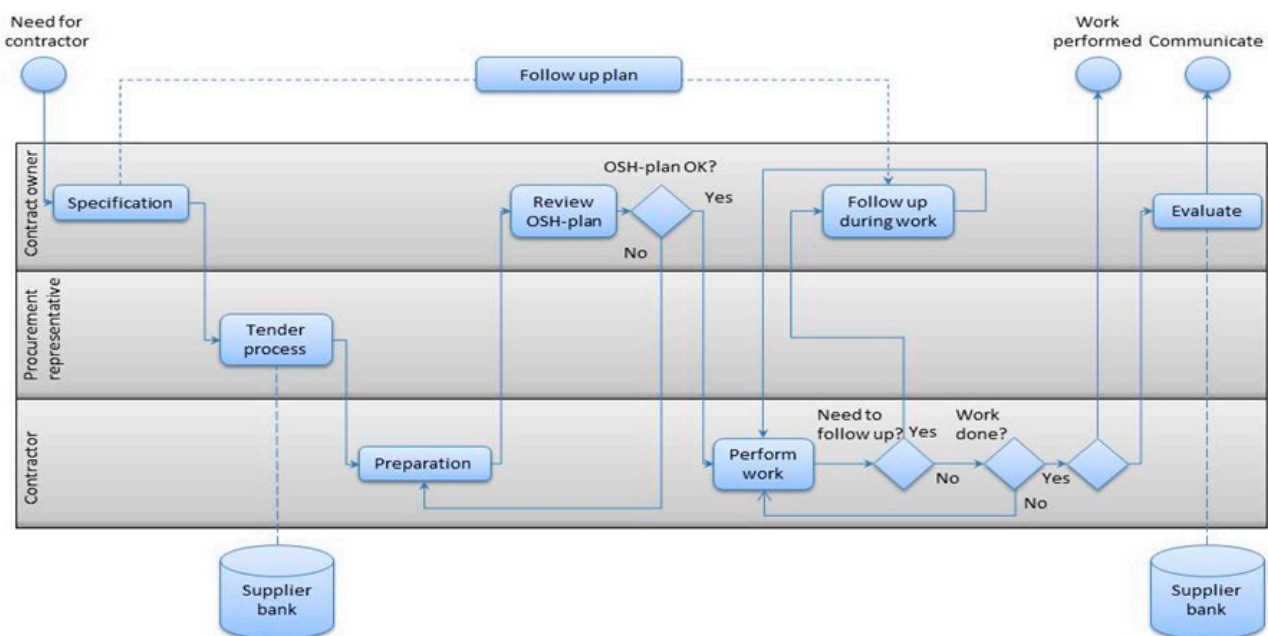 Need for
contractor
Work
performed
Communicate
Follow up plan
Contract owner
Specification
Review
OSH-plan
OSH-plan OK?
Yes
No
Follow up
during work
Evaluate
Procurement
representative
Tender
process
Contractor
Preparation
Perform
work
Need to
follow up?
Yes
No
Work
done?
Yes
No
Supplier
bank
Supplier
bank